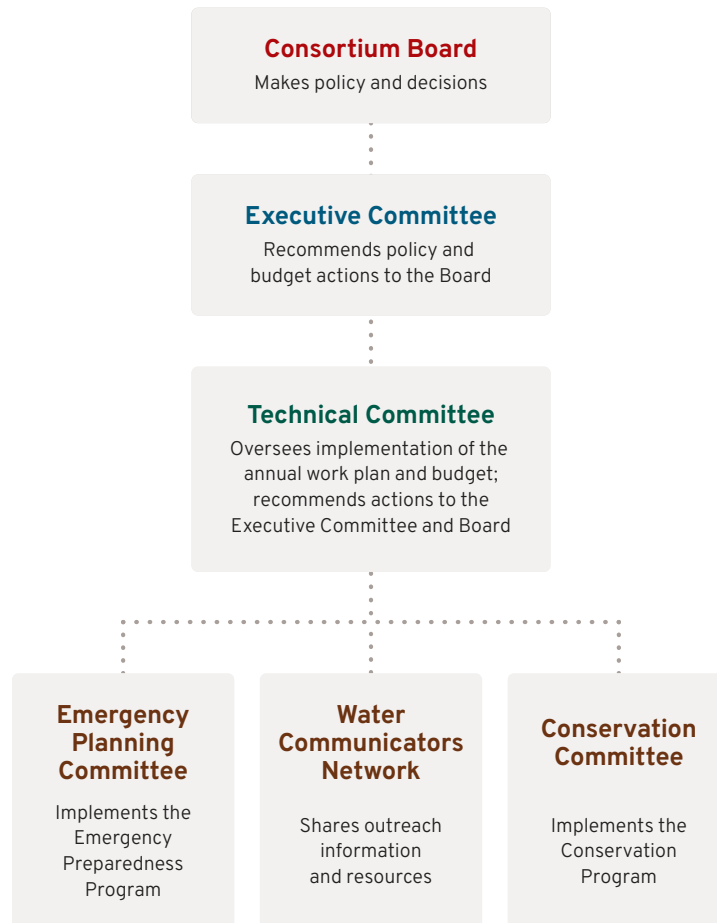 Consortium Board
Makes policy and decisions
Executive Committee
Recommends policy and
budget actions to the Board
Technical Committee
Oversees implementation of the
annual work plan and budget;
recommends actions to the
Executive Committee and Board
Emergency
Planning
Committee
Implements the
Emergency
Preparedness
Program
Water
Communicators
Network
Shares outreach
information
and resources
Conservation
Committee
Implements the
Conservation
Program